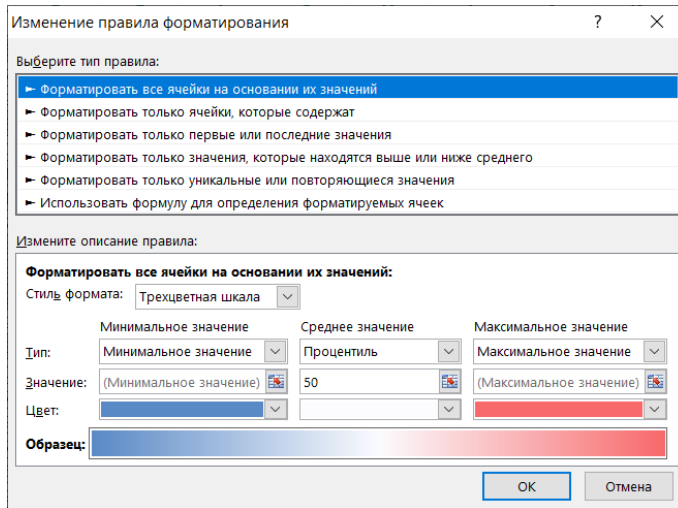 Изменение правила форматирования
?
Выберите тип правила:
► Форматировать все ячейки на основании их значений
► Форматировать только ячейки, которые содержат
► Форматировать только первые или последние значения
► Форматировать только значения, которые находятся выше или ниже среднего
► Форматировать только уникальные или повторяющиеся значения
► Использовать формулу для определения форматируемых ячеек
Измените описание правила:
Форматировать все ячейки на основании их значений:
Стиль формата: Трехцветная шкала
Минимальное значение Среднее значение Максимальное значение
Тип: Минимальное значение Процентиль Максимальное значение
Значение: (Минимальное значение) 50 (Максимальное значение)
Цвет:
Образец:
ОК Отмена